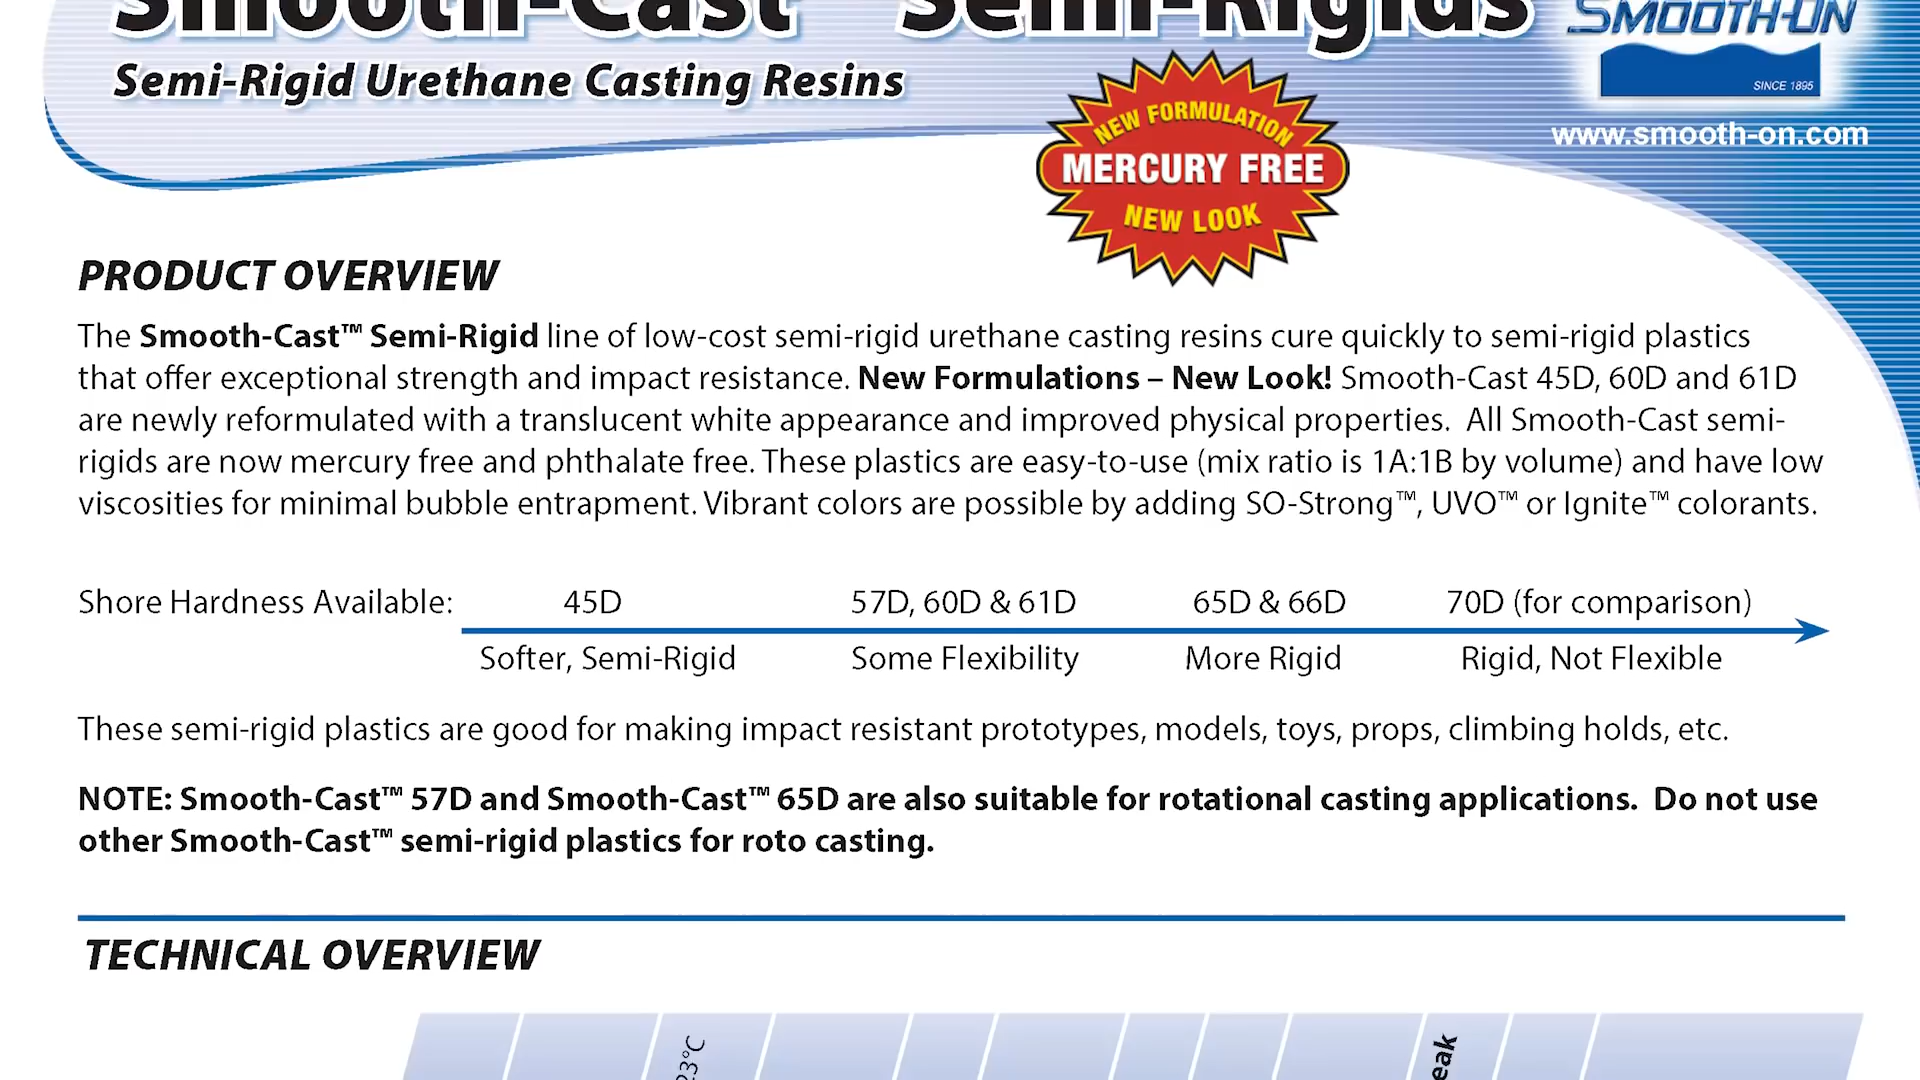 Smooth-Cast Semi-Rigids
SMOOTH-ON
Semi-Rigid Urethane Casting Resins
SINCE 1895
www.smooth-on.com
NEW FORMULATION
MERCURY FREE
NEW LOOK
PRODUCT OVERVIEW
The Smooth-Cast™ Semi-Rigid line of low-cost semi-rigid urethane casting resins cure quickly to semi-rigid plastics
that offer exceptional strength and impact resistance. New Formulations – New Look! Smooth-Cast 45D, 60D and 61D
are newly reformulated with a translucent white appearance and improved physical properties. All Smooth-Cast semi-
rigids are now mercury free and phthalate free. These plastics are easy-to-use (mix ratio is 1A:1B by volume) and have low
viscosities for minimal bubble entrapment. Vibrant colors are possible by adding SO-Strong™, UVO™ or Ignite™ colorants.
Shore Hardness Available: 45D 57D, 60D & 61D 65D & 66D 70D (for comparison)
Softer, Semi-Rigid Some Flexibility More Rigid Rigid, Not Flexible
These semi-rigid plastics are good for making impact resistant prototypes, models, toys, props, climbing holds, etc.
NOTE: Smooth-Cast™ 57D and Smooth-Cast™ 65D are also suitable for rotational casting applications. Do not use
other Smooth-Cast™ semi-rigid plastics for roto casting.
TECHNICAL OVERVIEW